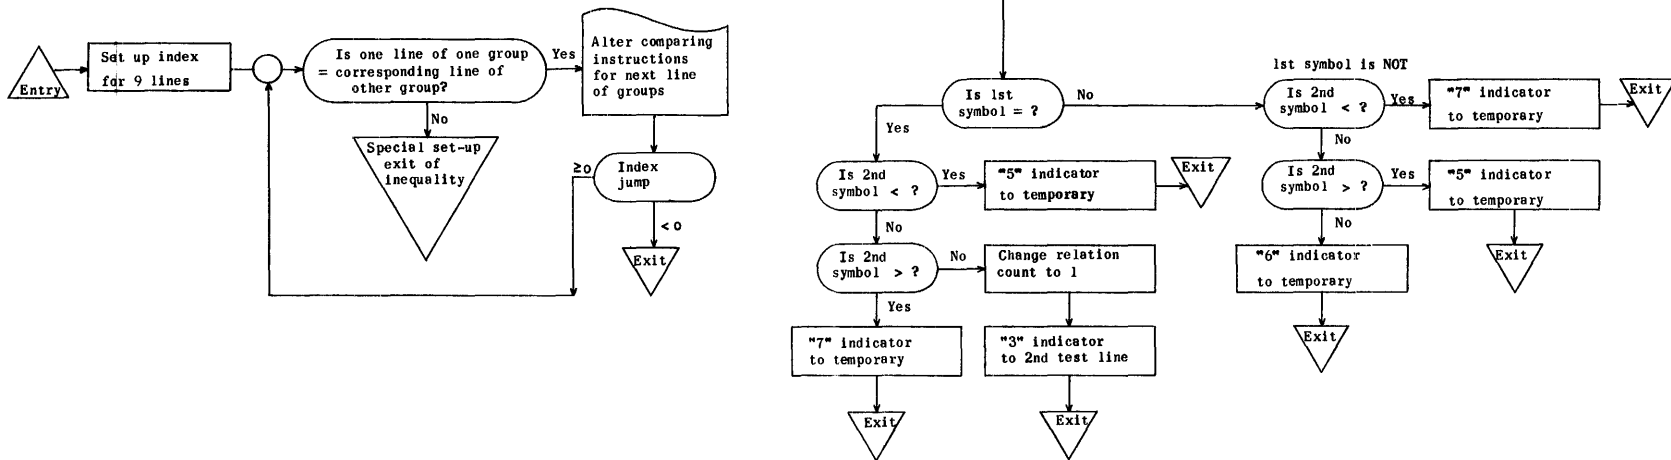 Entry
Set up index
for 9 lines
Is one line of one group
= corresponding line of
other group?
Yes
No
Special set-up
exit of
inequality
Alter comparing
instructions
for next line
of groups
Index
jump
≥0
< 0
Exit
Is 1st
symbol = ?
No
Yes
Is 2nd
symbol < ?
Yes
"5" indicator
to temporary
Exit
No
Is 2nd
symbol > ?
No
Change relation
count to 1
Yes
"7" indicator
to temporary
Exit
"3" indicator
to 2nd test line
Exit
1st symbol is NOT
Is 2nd
symbol < ?
Yes
"7" indicator
to temporary
Exit
No
Is 2nd
symbol > ?
Yes
"5" indicator
to temporary
Exit
No
"6" indicator
to temporary
Exit